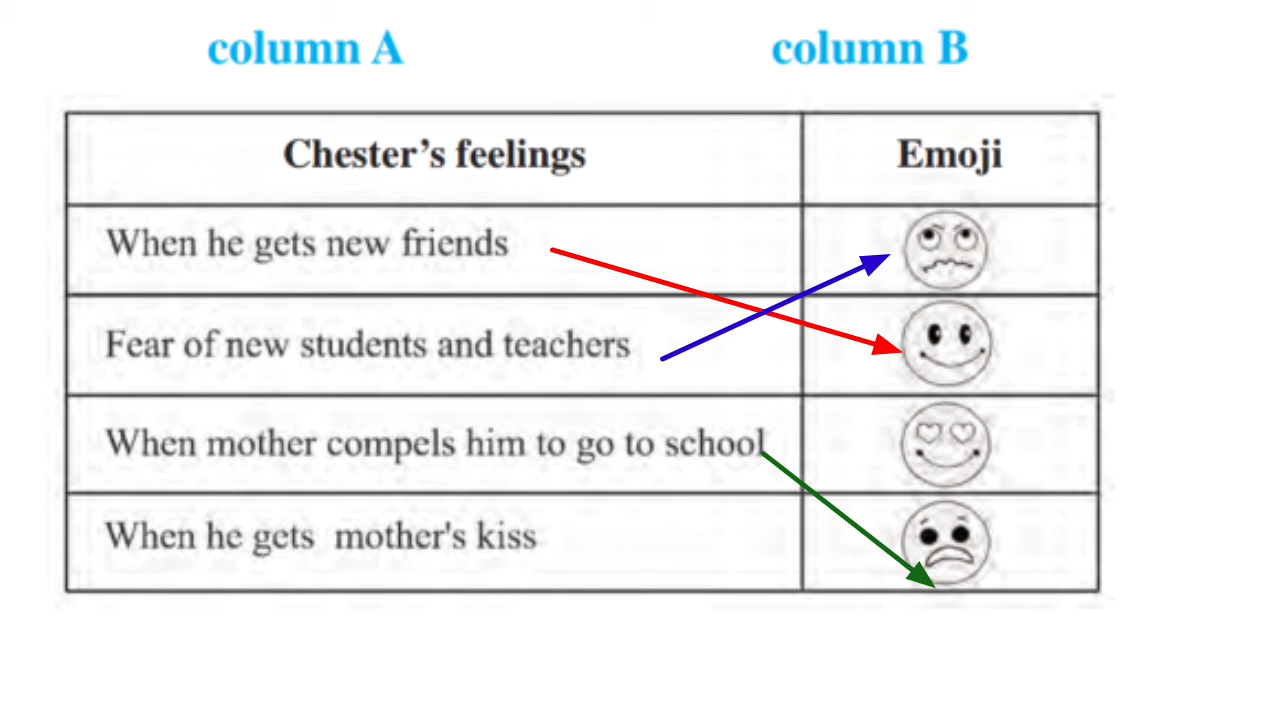 column A column B
Chester’s feelings Emoji
When he gets new friends
Fear of new students and teachers
When mother compels him to go to school
When he gets mother's kiss